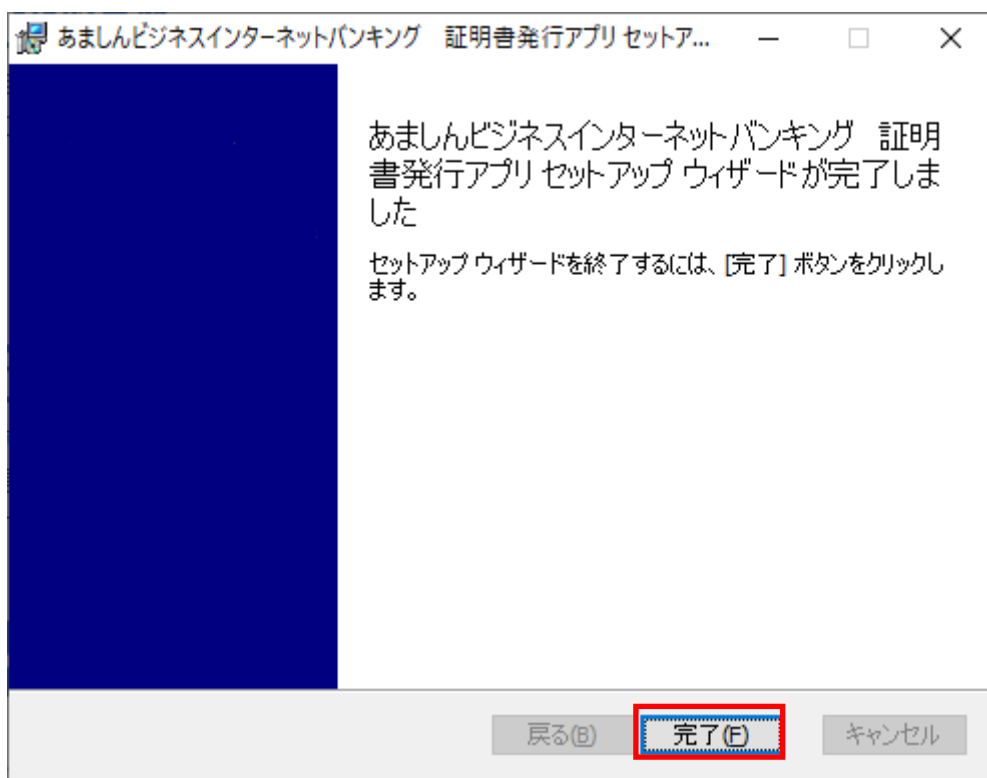 あましんビジネスインターネットバンキング　証明書発行アプリ セットア...
あましんビジネスインターネットバンキング　証明
書発行アプリ セットアップ ウィザードが完了しま
した
セットアップ ウィザードを終了するには、[完了] ボタンをクリックし
ます。
戻る(B) 完了(F) キャンセル